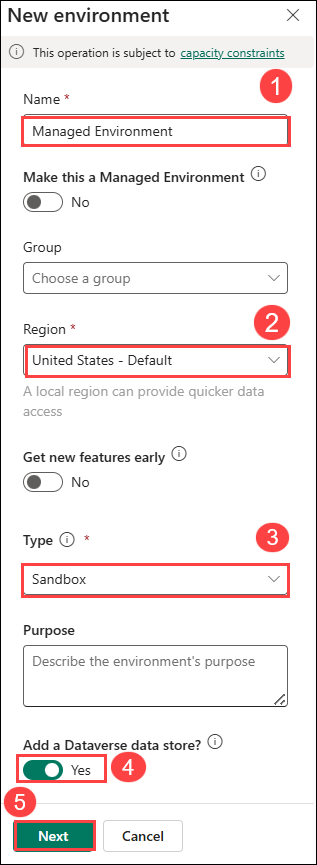 New environment
This operation is subject to capacity constraints
1
Name *
Managed Environment
Make this a Managed Environment
No
Group
Choose a group
2
Region *
United States - Default
A local region can provide quicker data
access
Get new features early
No
3
Type *
Sandbox
Purpose
Describe the environment's purpose
Add a Dataverse data store?
Yes
4
5
Next
Cancel